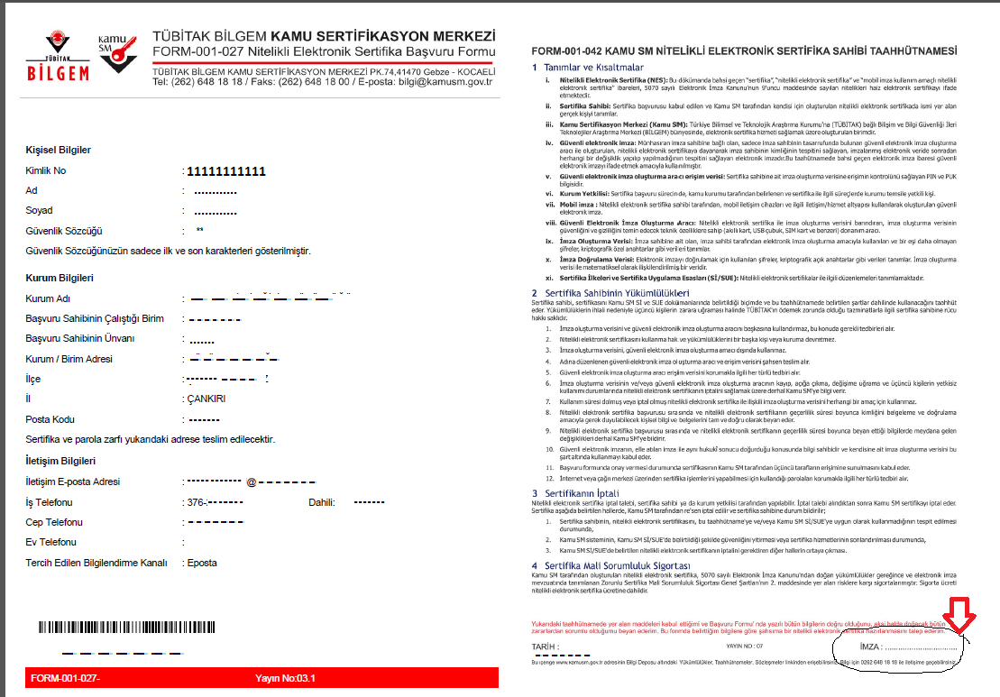 TÜBİTAK
BİLGEM
KAMU
SM
TÜBİTAK BİLGEM KAMU SERTİFİKASYON MERKEZİ
FORM-001-027 Nitelikli Elektronik Sertifika Başvuru Formu
TÜBİTAK BİLGEM KAMU SERTİFİKASYON MERKEZİ PK.74,41470 Gebze - KOCAELİ
Tel: (262) 648 18 18 / Faks: (262) 648 18 00 / E-posta: bilgi@kamusm.gov.tr
Kişisel Bilgiler
Kimlik No : 11111111111
Ad : ............
Soyad : ............
Güvenlik Sözcüğü : **
Güvenlik Sözcüğünüzün sadece ilk ve son karakterleri gösterilmiştir.
Kurum Bilgileri
Kurum Adı :
Başvuru Sahibinin Çalıştığı Birim :
Başvuru Sahibinin Ünvanı :
Kurum / Birim Adresi :
İlçe :
İl : ÇANKIRI
Posta Kodu :
Sertifika ve parola zarfı yukarıdaki adrese teslim edilecektir.
İletişim Bilgileri
İletişim E-posta Adresi : @
İş Telefonu : 376- Dahili:
Cep Telefonu :
Ev Telefonu :
Tercih Edilen Bilgilendirme Kanalı : Eposta
FORM-001-027- Yayın No:03.1
FORM-001-042 KAMU SM NİTELİKLİ ELEKTRONİK SERTİFİKA SAHİBİ TAAHHÜTNAMESİ
1 Tanımlar ve Kısaltmalar
i. Nitelikli Elektronik Sertifika (NES): Bu dökümanda bahsi geçen "sertifika", "nitelikli elektronik sertifika" ve "mobil imza kullanım amaçlı nitelikli
elektronik sertifika" ibareleri, 5070 sayılı Elektronik İmza Kanunu'nun 9'uncu maddesinde sayılan nitelikleri haiz elektronik sertifikayı ifade
etmektedir.
ii. Sertifika Sahibi: Sertifika başvurusu kabul edilen ve Kamu SM tarafından kendisi için oluşturulan nitelikli elektronik sertifikada ismi yer alan
gerçek kişiyi tanımlar.
iii. Kamu Sertifikasyon Merkezi (Kamu SM): Türkiye Bilimsel ve Teknolojik Araştırma Kurumu'na (TÜBİTAK) bağlı Bilişim ve Bilgi Güvenliği İleri
Teknolojiler Araştırma Merkezi (BİLGEM) bünyesinde, elektronik sertifika hizmeti sağlamak üzere oluşturulan birimdir.
iv. Güvenli elektronik imza: Münhasıran imza sahibine bağlı olan, sadece imza sahibinin tasarrufunda bulunan güvenli elektronik imza oluşturma
aracı ile oluşturulan, nitelikli elektronik sertifikaya dayanarak imza sahibinin kimliğinin tespitini sağlayan, imzalanmış elektronik veride sonradan
herhangi bir değişiklik yapılıp yapılmadığının tespitini sağlayan elektronik imzadır.Bu taahhütnamede bahsi geçen elektronik imza ibaresi güvenli
elektronik imzayı ifade etmek amacıyla kullanılmıştır.
v. Güvenli elektronik imza oluşturma aracı erişim verisi: Sertifika sahibine ait imza oluşturma verisine erişimin kontrolünü sağlayan PIN ve PUK
bilgisidir.
vi. Kurum Yetkilisi: Sertifika başvuru sürecinde, kamu kurumu tarafından belirlenen ve sertifika ile ilgili süreçlerde kurumu temsile yetkili kişi.
vii. Mobil imza : Nitelikli elektronik sertifika sahibi tarafından, mobil iletişim cihazları ve ilgili iletişim/hizmet altyapısı kullanılarak oluşturulan güvenli
elektronik imza.
viii. Güvenli Elektronik İmza Oluşturma Aracı: Nitelikli elektronik sertifika ile imza oluşturma verisini barındıran, imza oluşturma verisinin
güvenliğini ve gizliliğini temin edecek teknik özelliklere sahip (akıllı kart, USB çubuk, SIM kart ve benzeri) donanım aracı.
ix. İmza Oluşturma Verisi: İmza sahibine ait olan, imza sahibi tarafından elektronik imza oluşturma amacıyla kullanılan ve bir eşi daha olmayan
şifreler, kriptografik özel anahtarlar gibi verileri tanımlar.
x. İmza Doğrulama Verisi: Elektronik imzayı doğrulamak için kullanılan şifreler, kriptografik açık anahtarlar gibi verileri tanımlar. İmza oluşturma
verisi ile matematiksel olarak ilişkilendirilmiş bir veridir.
xi. Sertifika İlkeleri ve Sertifika Uygulama Esasları (Sİ/SUE): Nitelikli elektronik sertifikalar ile ilgili düzenlemeleri tanımlamaktadır.
2 Sertifika Sahibinin Yükümlülükleri
Sertifika sahibi, sertifikasını Kamu SM Sİ ve SUE dokümanlarında belirtildiği biçimde ve bu taahhütnamede belirtilen şartlar dahilinde kullanacağını taahhüt
eder. Yükümlülüklerin ihlali nedeniyle üçüncü kişilerin zarara uğraması halinde TÜBİTAK'ın ödemek zorunda olduğu tazminatlarla ilgili sertifika sahibine rücu
hakkı saklıdır.
1. İmza oluşturma verisini ve güvenli elektronik imza oluşturma aracını başkasına kullandırmaz, bu konuda gerekli tedbirleri alır.
2. Nitelikli elektronik sertifikasını kullanma hak ve yükümlülüklerini bir başka kişi veya kuruma devretmez.
3. İmza oluşturma verisini, güvenli elektronik imza oluşturma amacı dışında kullanmaz.
4. Adına düzenlenen güvenli elektronik imza oluşturma aracı ve erişim verisini şahsen teslim alır.
5. Güvenli elektronik imza oluşturma aracı erişim verisini korumakla ilgili her türlü tedbiri alır.
6. İmza oluşturma verisinin ve/veya güvenli elektronik imza oluşturma aracının kayıp, açığa çıkma, değişime uğrama ve üçüncü kişilerin yetkisiz
kullanımı durumlarında nitelikli elektronik sertifikanın iptalini sağlamak üzere derhal Kamu SM'ye bilgi verir.
7. Kullanım süresi dolmuş veya iptal olmuş nitelikli elektronik sertifika ile ilişkili imza oluşturma verisini herhangi bir amaç için kullanmaz.
8. Nitelikli elektronik sertifika başvurusu sırasında ve nitelikli elektronik sertifikanın geçerlilik süresi boyunca kimliğini belgeleme ve doğrulama
amacıyla gerek duyulabilecek kişisel bilgi ve belgelerini tam ve doğru olarak beyan eder.
9. Nitelikli elektronik sertifika başvurusu sırasında ve nitelikli elektronik sertifikanın geçerlilik süresi boyunca beyan ettiği bilgilerde meydana gelen
değişiklikleri derhal Kamu SM'ye bildirir.
10. Güvenli elektronik imzanın, elle atılan imza ile aynı hukukî sonucu doğurduğu konusunda bilgi sahibidir ve kendisine ait imza oluşturma verisini bu
şart altında kullanmayı kabul eder.
11. Başvuru formunda onay vermesi durumunda sertifikasının Kamu SM tarafından üçüncü tarafların erişimine sunulmasını kabul eder.
12. İnternet veya çağrı merkezi üzerinden sertifika işlemlerini yapabilmesi için kullandığı parolaları korumakla ilgili her türlü tedbiri alır.
3 Sertifikanın İptali
Nitelikli elektronik sertifika iptal talebi, sertifika sahibi ya da kurum yetkilisi tarafından yapılabilir. İptal talebi alındıktan sonra Kamu SM sertifikayı iptal eder.
Sertifika aşağıda belirtilen hallerde, Kamu SM tarafından re'sen iptal edilir ve sertifika sahibine durum bildirilir;
1. Sertifika sahibinin, nitelikli elektronik sertifikasını, bu taahhütname'ye ve/veya Kamu SM Sİ/SUE'ye uygun olarak kullanmadığının tespit edilmesi
durumunda,
2. Kamu SM sisteminin, Kamu SM Sİ/SUE'de belirtildiği şekilde güvenliğini yitirmesi veya sertifika hizmetlerinin sonlandırılması durumunda,
3. Kamu SM Sİ/SUE'de belirtilen nitelikli elektronik sertifikanın iptalini gerektiren diğer hallerin ortaya çıkması.
4 Sertifika Mali Sorumluluk Sigortası
Kamu SM tarafından oluşturulan nitelikli elektronik sertifika, 5070 sayılı Elektronik İmza Kanunu'ndan doğan yükümlülükler gereğince ve elektronik imza
mevzuatında tanımlanan Zorunlu Sertifika Mali Sorumluluk Sigortası Genel Şartları'nın 2. maddesinde yer alan risklere karşı sigortalanmıştır. Sigorta ücreti
nitelikli elektronik sertifika ücretine dahildir.
Yukarıdaki taahhütnamede yer alan maddeleri kabul ettiğimi ve Başvuru Formu' nda yazılı bütün bilgilerin doğru olduğunu, aksi halde doğacak bütün
zararlardan sorumlu olduğumu beyan ederim. Bu formda belirttiğim bilgilere göre şahsıma bir nitelikli elektronik sertifika hazırlanmasını talep ederim.
TARİH : YAYIN NO : 07 İMZA : ................................
Bu içeriğe www.kamusm.gov.tr adresinin Bilgi Deposu altındaki Yükümlülükler, Taahhütnameler, Sözleşmeler linkinden erişebilirsiniz. Bilgi için 0262 648 18 18 ile iletişime geçebilirsiniz.